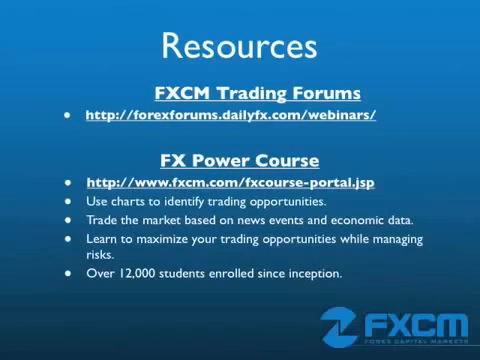 Resources
FXCM Trading Forums
• http://forexforums.dailyfx.com/webinars/
FX Power Course
• http://www.fxcm.com/fxcourse-portal.jsp
• Use charts to identify trading opportunities.
• Trade the market based on news events and economic data.
• Learn to maximize your trading opportunities while managing
risks.
• Over 12,000 students enrolled since inception.
FXCM
FOREX CAPITAL MARKETS